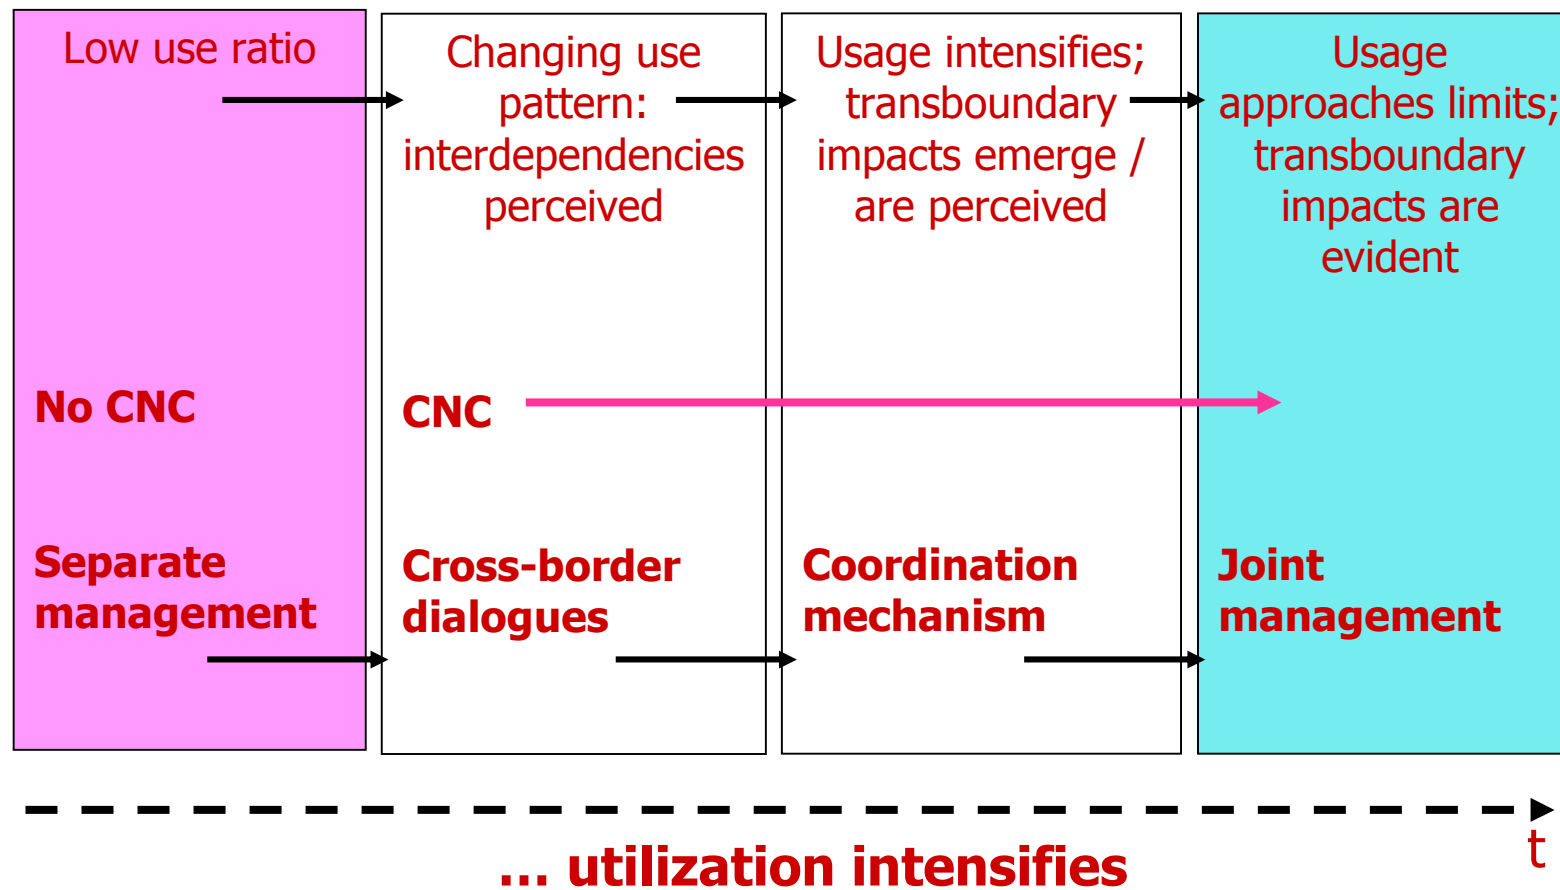 Low use ratio
Changing use
pattern:
interdependencies
perceived
Usage intensifies;
transboundary
impacts emerge /
are perceived
Usage
approaches limits;
transboundary
impacts are
evident
No CNC
CNC
Separate
management
Cross-border
dialogues
Coordination
mechanism
Joint
management
t
... utilization intensifies